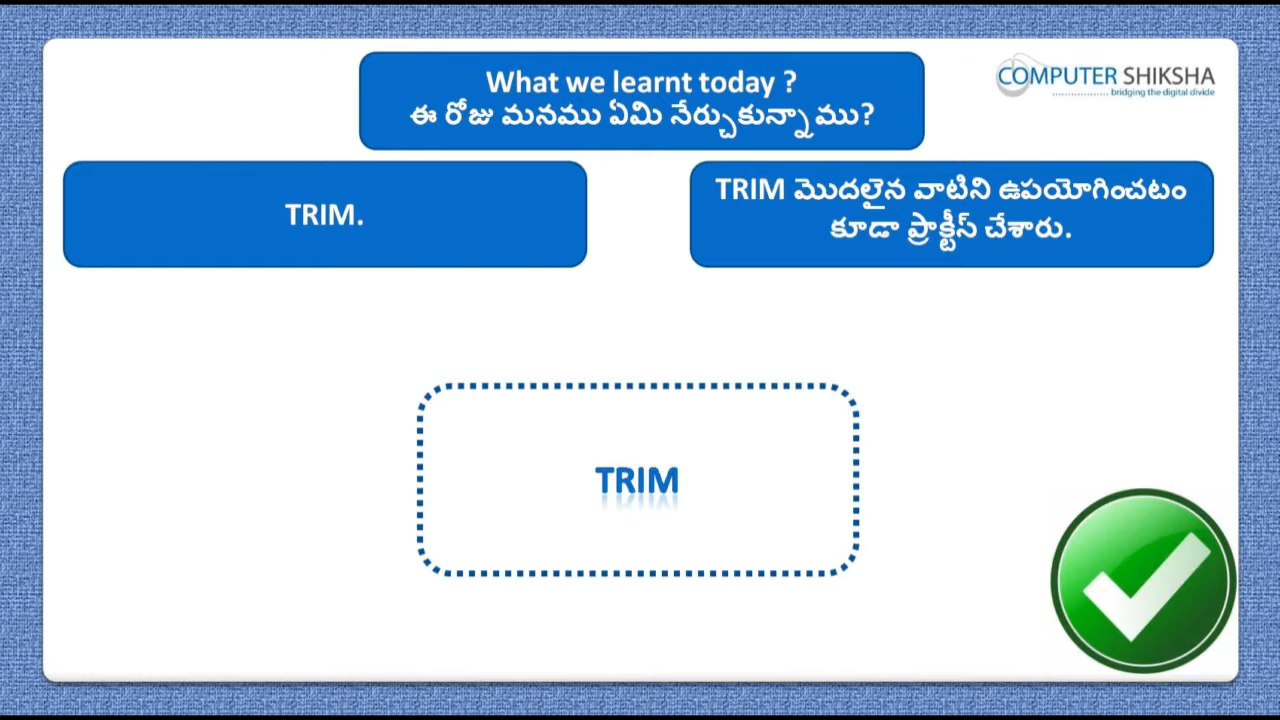 What we learnt today ?
ఈ రోజు మనము ఏమి నేర్చుకున్నాము?
COMPUTER SHIKSHA
bridging the digital divide
TRIM.
TRIM మొదలైన వాటిని ఉపయోగించటం
కూడా ప్రాక్టీస్ చేశారు.
TRIM